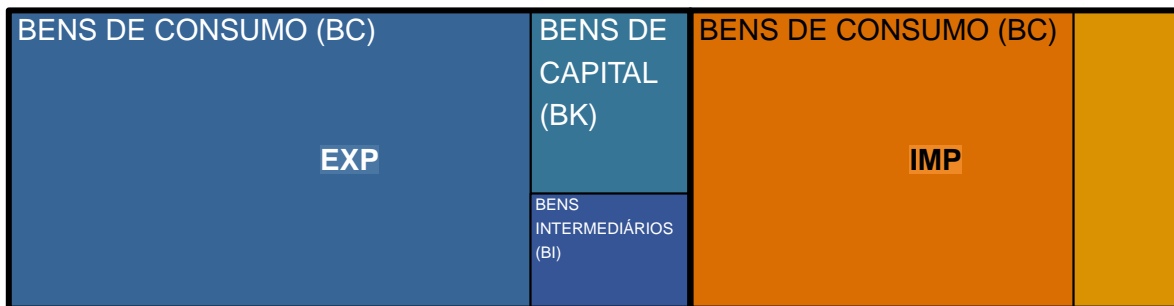 BENS DE CONSUMO (BC)
EXP
BENS DE
CAPITAL
(BK)
BENS
INTERMEDIÁRIOS
(BI)
BENS DE CONSUMO (BC)
IMP